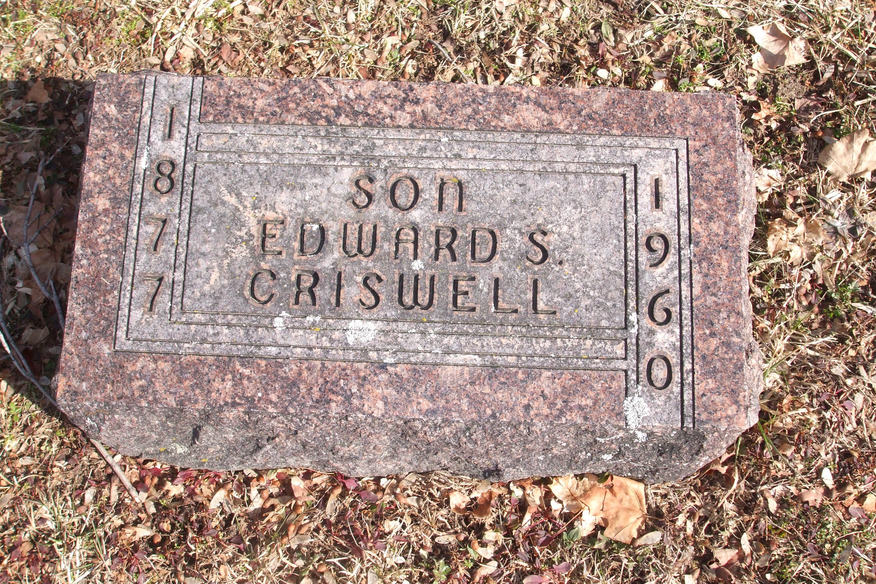 1877
SON
EDWARD S.
CRISWELL
1960